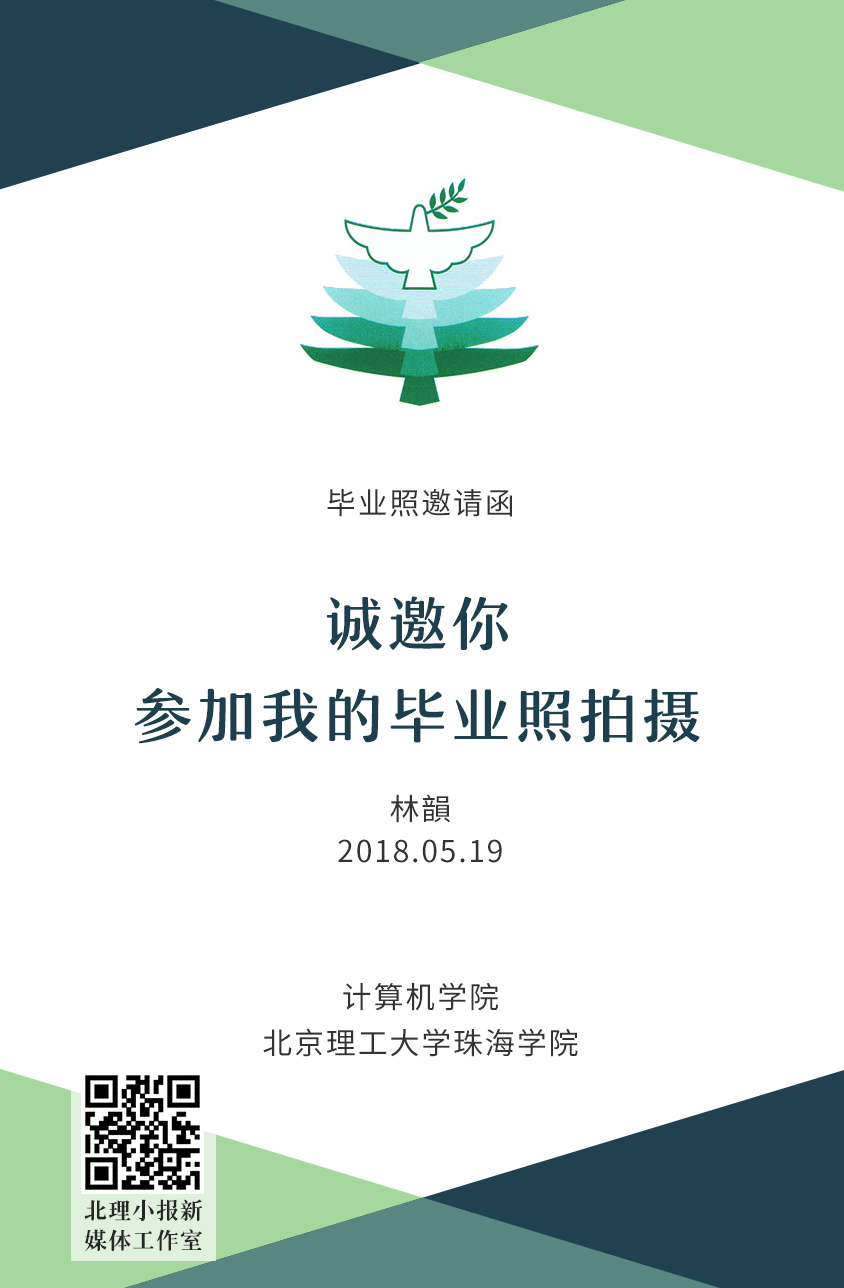 毕业照邀请函
诚邀你
参加我的毕业照拍摄
林韻
2018.05.19
计算机学院
北京理工大学珠海学院
北理小报新
媒体工作室